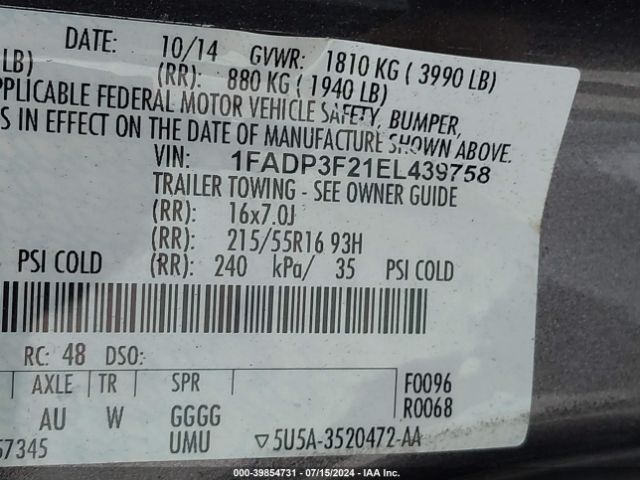 DATE: 10/14 GVWR: 1810 KG ( 3990 LB)
LB) (RR): 880 KG ( 1940 LB)
APPLICABLE FEDERAL MOTOR VEHICLE SAFETY, BUMPER,
S IN EFFECT ON THE DATE OF MANUFACTURE SHOWN ABOVE.
VIN: 1FADP3F21EL439758
TRAILER TOWING - SEE OWNER GUIDE
(RR): 16x7.0J
(RR): 215/55R16 93H
PSI COLD (RR): 240 kPa/ 35 PSI COLD
RC: 48 DSO:
AXLE TR SPR F0096
AU W GGGG R0068
57345 UMU ▽5U5A-3520472-AA
000-39854731 - 07/15/2024 - IAA Inc.